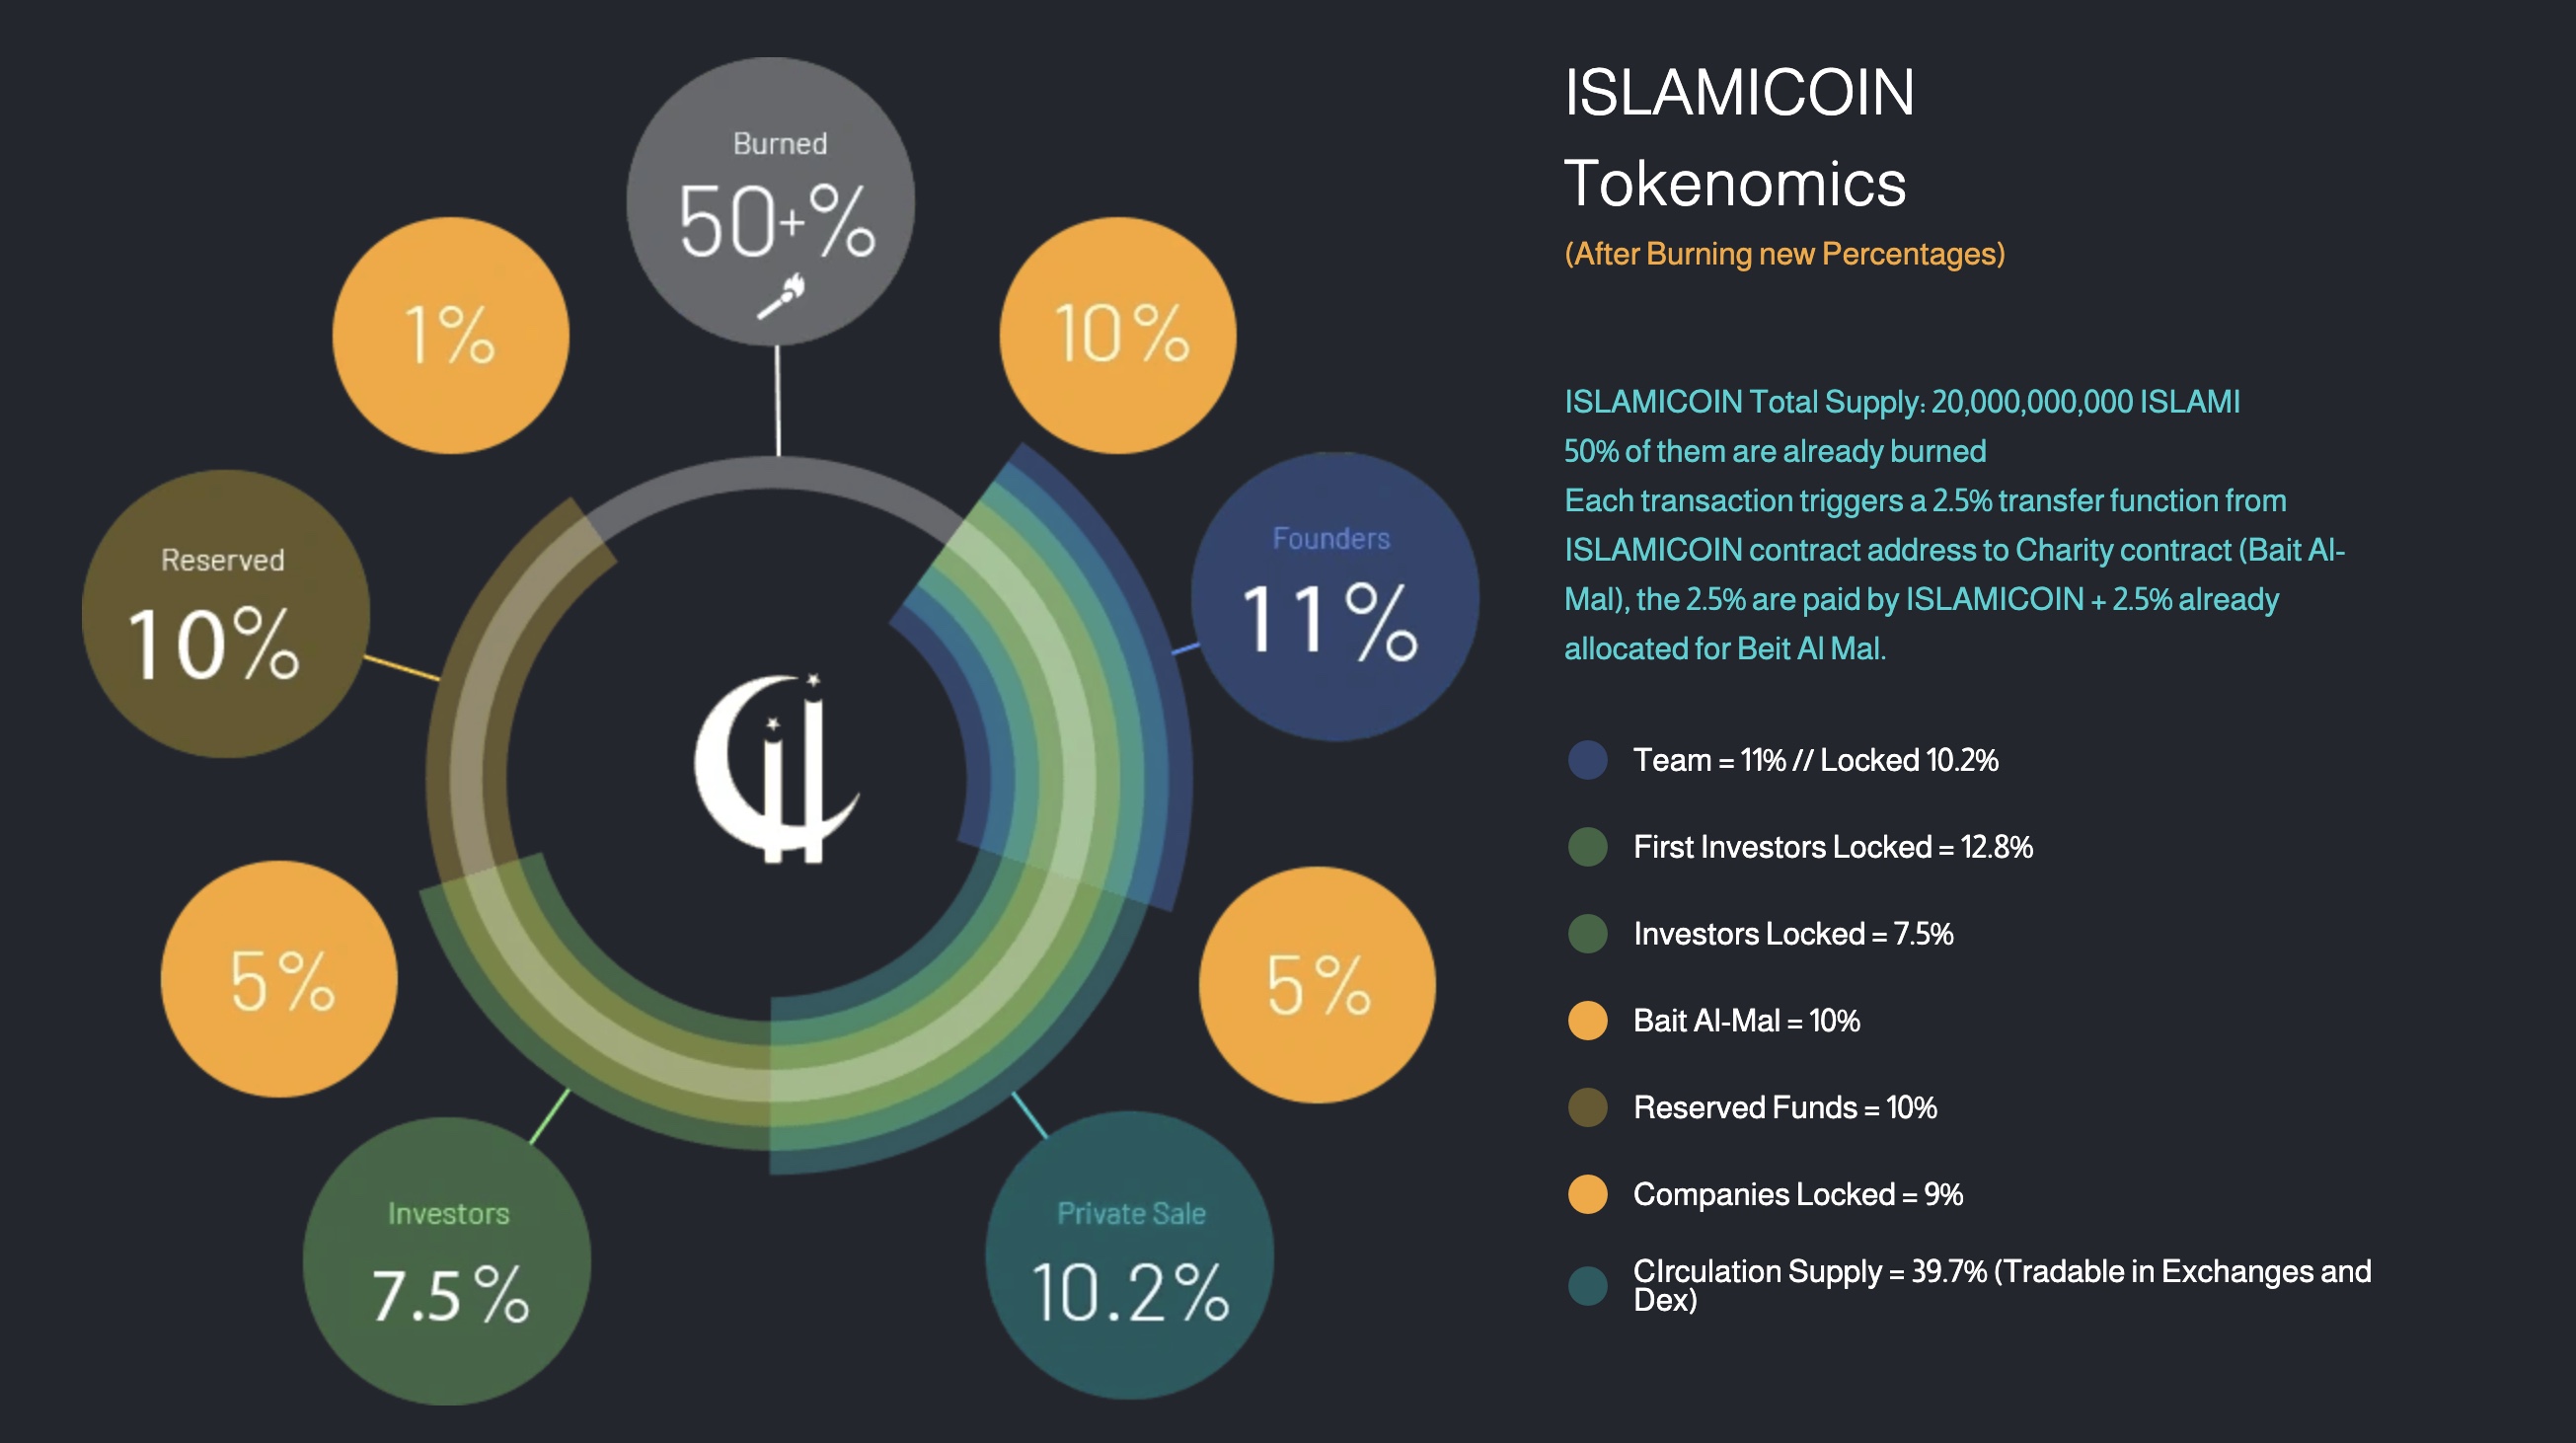 Burned
50+%
1%
10%
Founders
11%
Reserved
10%
5%
5%
Investors
7.5%
Private Sale
10.2%
ISLAMICOIN
Tokenomics
(After Burning new Percentages)
ISLAMICOIN Total Supply: 20,000,000,000 ISLAMI
50% of them are already burned
Each transaction triggers a 2.5% transfer function from
ISLAMICOIN contract address to Charity contract (Bait Al-
Mal), the 2.5% are paid by ISLAMICOIN + 2.5% already
allocated for Beit Al Mal.
Team = 11% // Locked 10.2%
First Investors Locked = 12.8%
Investors Locked = 7.5%
Bait Al-Mal = 10%
Reserved Funds = 10%
Companies Locked = 9%
CIrculation Supply = 39.7% (Tradable in Exchanges and
Dex)